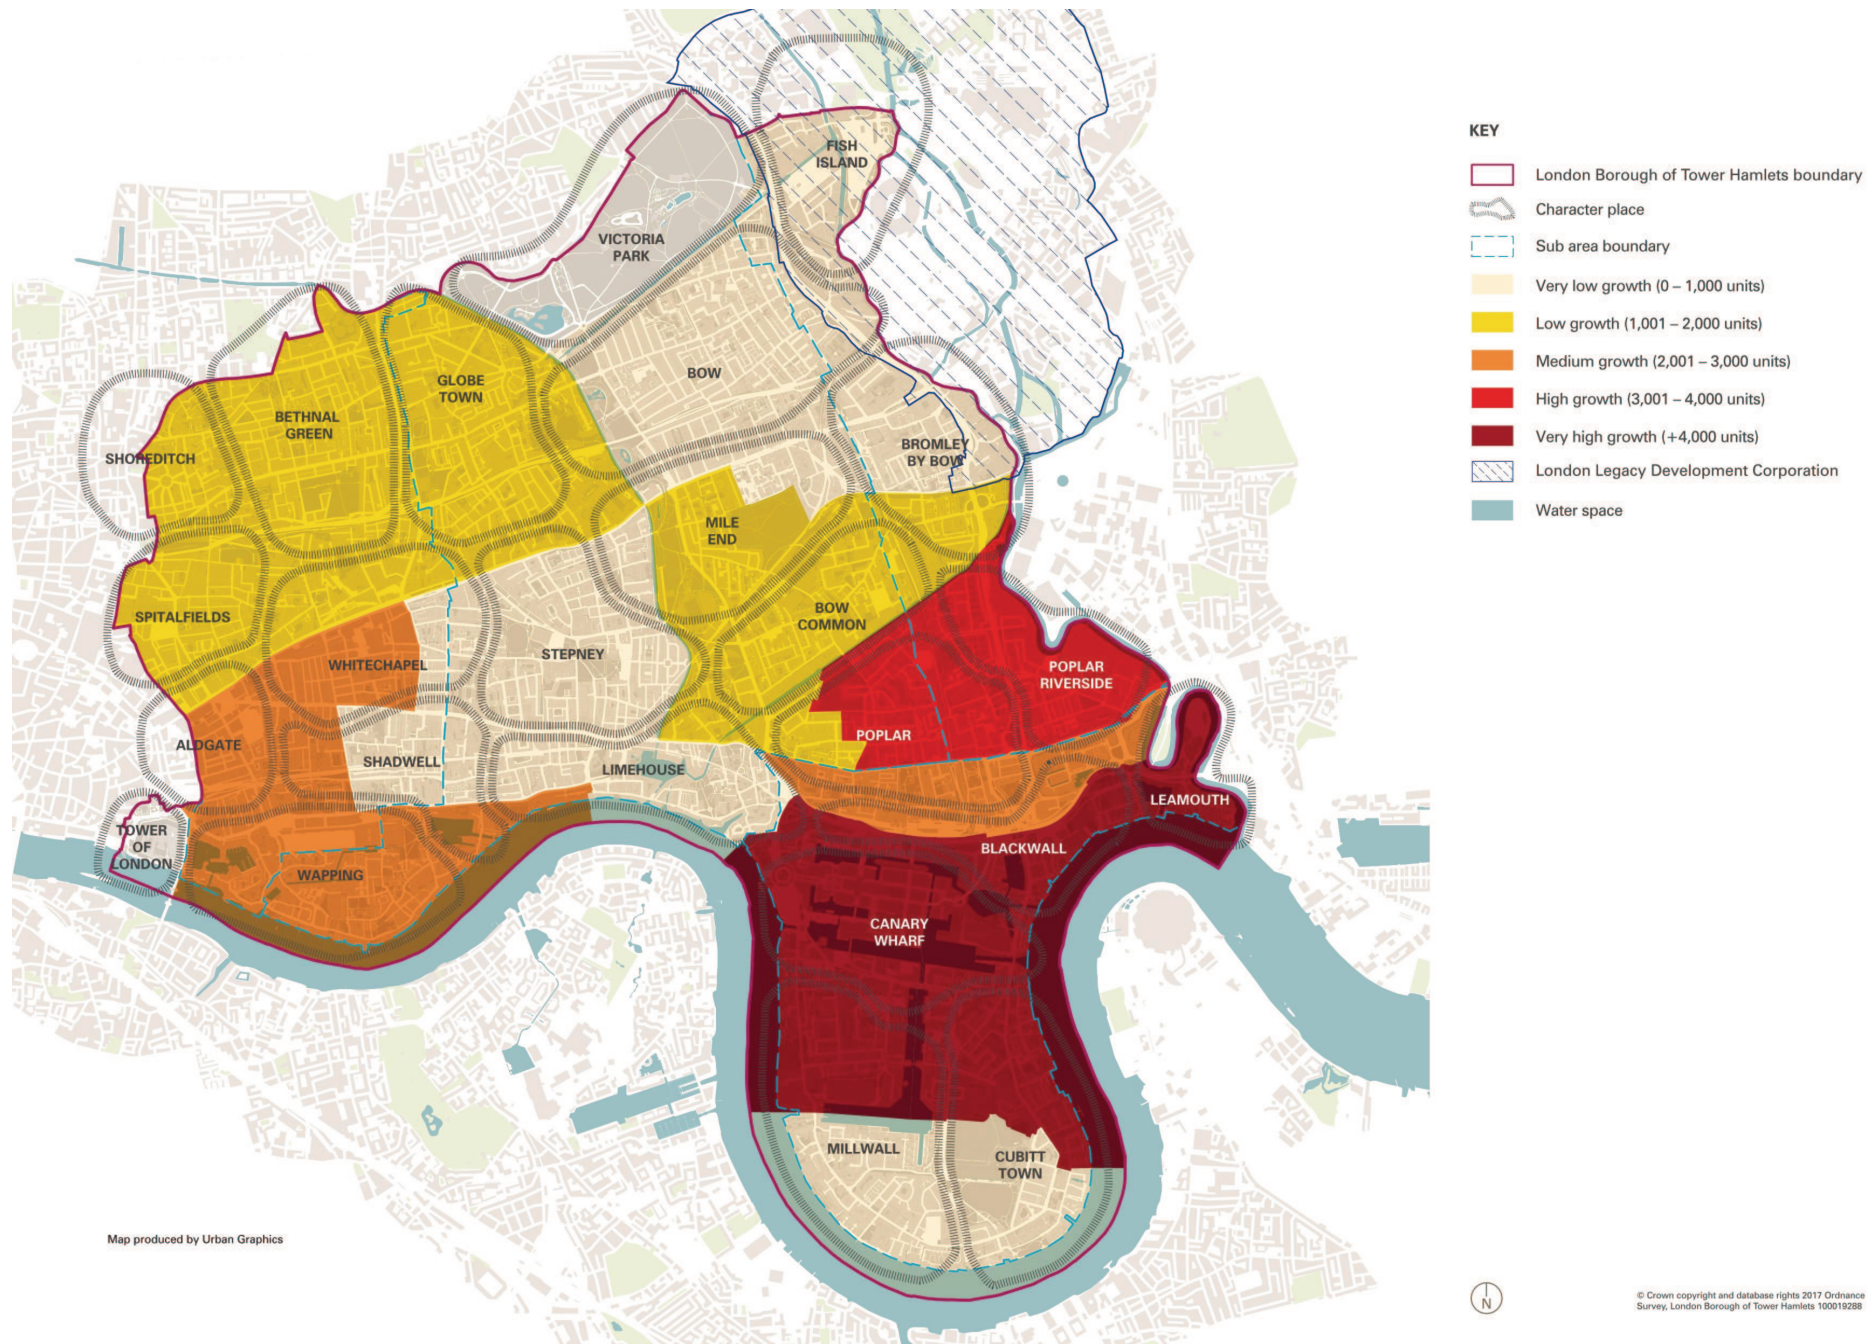 FISH
ISLAND
VICTORIA
PARK
BOW
GLOBE
TOWN
BETHNAL
GREEN
SHOREDITCH
BROMLEY
BY BOW
MILE
END
SPITALFIELDS
BOW
COMMON
STEPNEY
WHITECHAPEL
POPLAR
RIVERSIDE
POPLAR
ALDGATE
SHADWELL
LIMEHOUSE
LEAMOUTH
TOWER
OF
LONDON
BLACKWALL
WAPPING
CANARY
WHARF
MILLWALL
CUBITT
TOWN
Map produced by Urban Graphics
KEY
London Borough of Tower Hamlets boundary
Character place
Sub area boundary
Very low growth (0 – 1,000 units)
Low growth (1,001 – 2,000 units)
Medium growth (2,001 – 3,000 units)
High growth (3,001 – 4,000 units)
Very high growth (+4,000 units)
London Legacy Development Corporation
Water space
N
© Crown copyright and database rights 2017 Ordnance
Survey, London Borough of Tower Hamlets 100019288